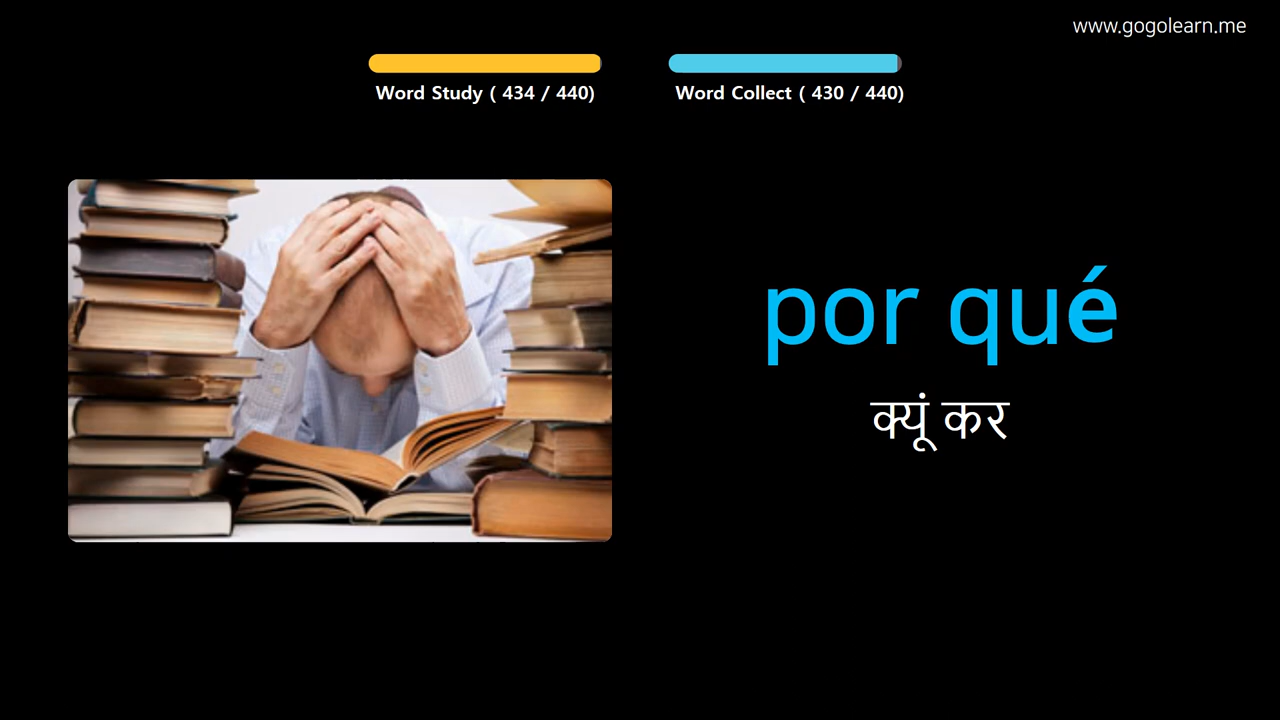 www.gogolearn.me
Word Study ( 434 / 440)
Word Collect ( 430 / 440)
por qué
क्यूं कर